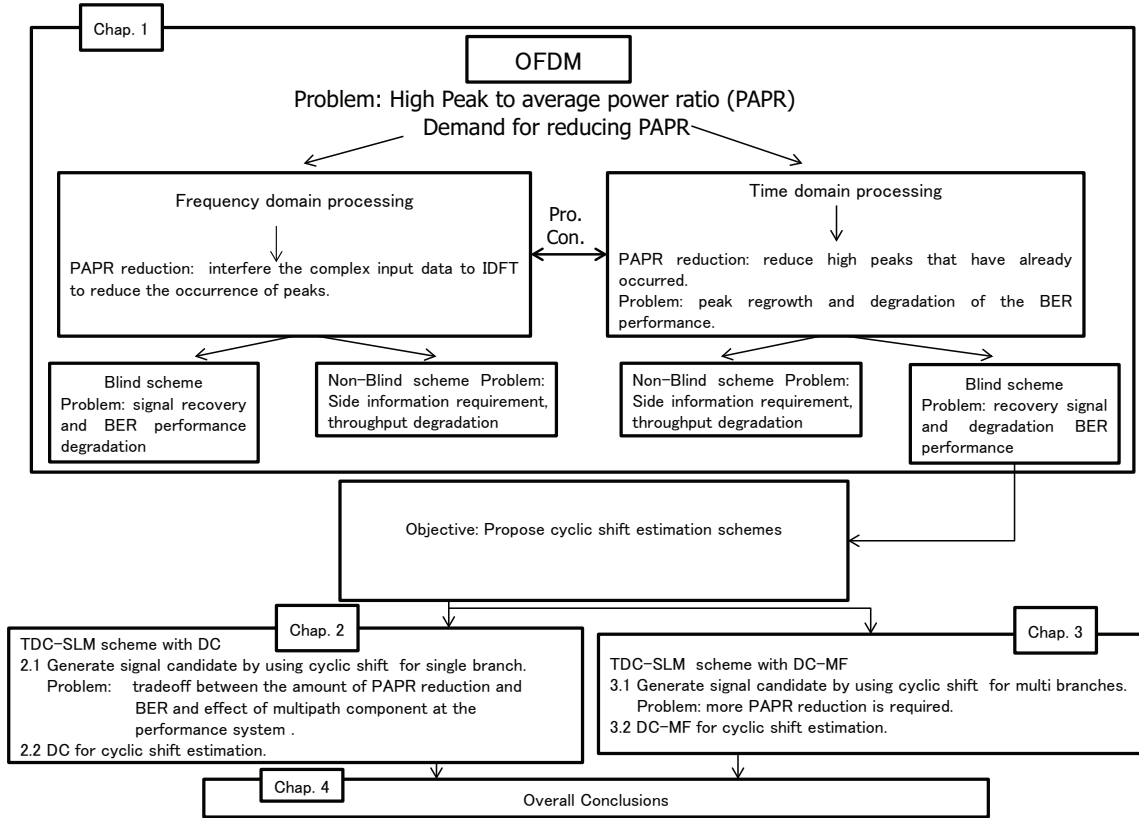 Chap. 1
OFDM
Problem: High Peak to average power ratio (PAPR)
Demand for reducing PAPR
Frequency domain processing
PAPR reduction: interfere the complex input data to IDFT
to reduce the occurrence of peaks.
Pro.
Con.
Time domain processing
PAPR reduction: reduce high peaks that have already
occurred.
Problem: peak regrowth and degradation of the BER
performance.
Blind scheme
Problem: signal recovery
and BER performance
degradation
Non-Blind scheme Problem:
Side information requirement,
throughput degradation
Non-Blind scheme Problem:
Side information requirement,
throughput degradation
Blind scheme
Problem: recovery signal
and degradation BER
performance
Objective: Propose cyclic shift estimation schemes
Chap. 2
TDC-SLM scheme with DC
2.1 Generate signal candidate by using cyclic shift for single branch.
Problem: tradeoff between the amount of PAPR reduction and
BER and effect of multipath component at the
performance system .
2.2 DC for cyclic shift estimation.
Chap. 3
TDC-SLM scheme with DC-MF
3.1 Generate signal candidate by using cyclic shift for multi branches.
Problem: more PAPR reduction is required.
3.2 DC-MF for cyclic shift estimation.
Chap. 4
Overall Conclusions